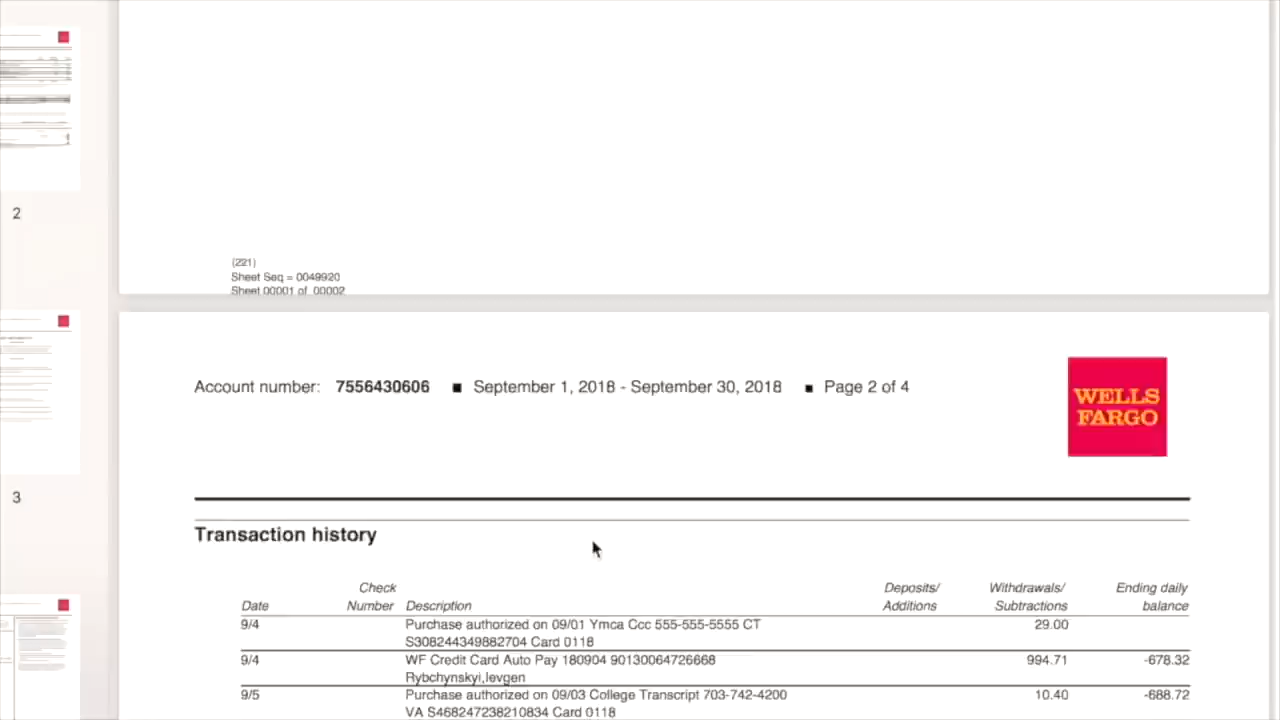 2
3
(221)
Sheet Seq = 0049920
Sheet 00001 of 00002
Account number: 7556430606 ■ September 1, 2018 - September 30, 2018 ■ Page 2 of 4
WELLS
FARGO
Transaction history
Check Deposits/ Withdrawals/ Ending daily
Date Number Description Additions Subtractions balance
9/4 Purchase authorized on 09/01 Ymca Ccc 555-555-5555 CT 29.00
S308244349882704 Card 0118
9/4 WF Credit Card Auto Pay 180904 90130064726668 994.71 -678.32
Rybchynskyi,Ievgen
9/5 Purchase authorized on 09/03 College Transcript 703-742-4200 10.40 -688.72
VA S468247238210834 Card 0118